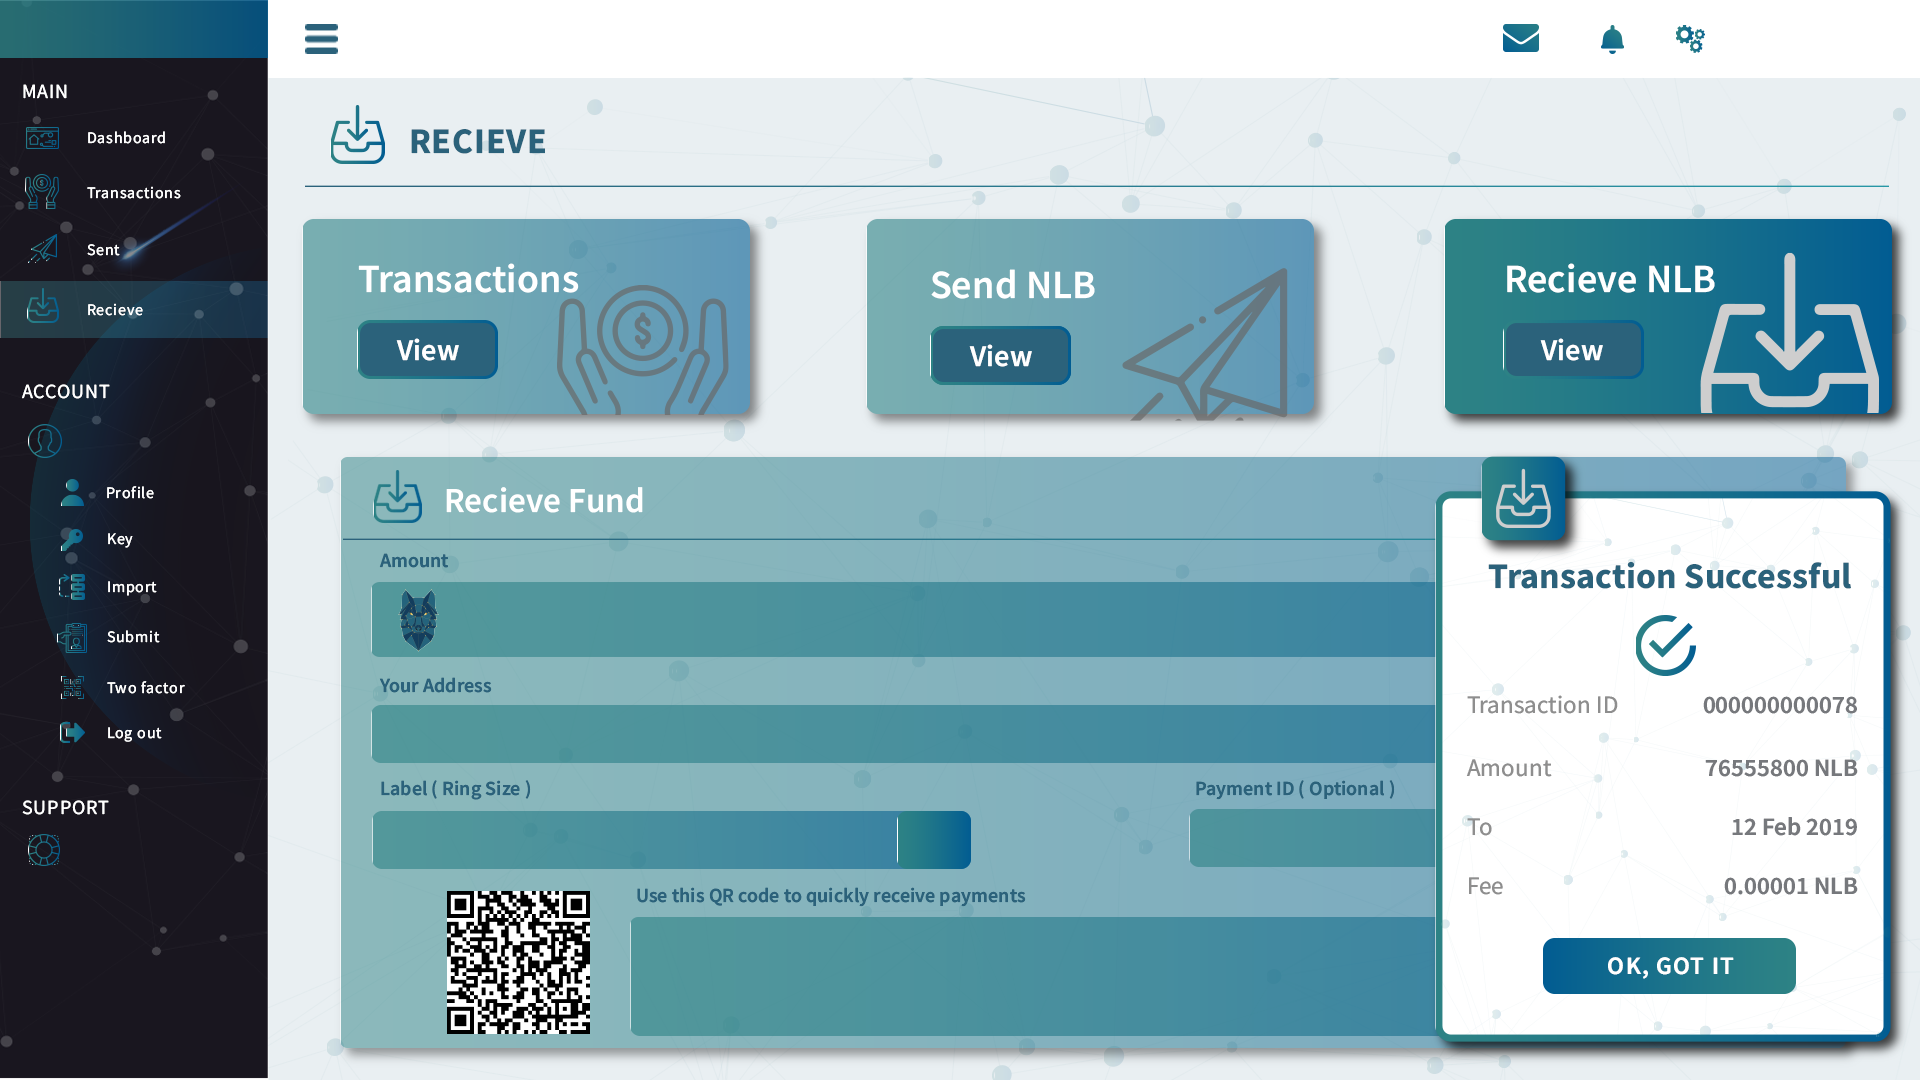 MAIN
Dashboard
Transactions
Sent
Recieve
ACCOUNT
Profile
Key
Import
Submit
Two factor
Log out
SUPPORT
RECIEVE
Transactions
View
Send NLB
View
Recieve NLB
View
Recieve Fund
Amount
Your Address
Label ( Ring Size )
Payment ID ( Optional )
Use this QR code to quickly receive payments
Transaction Successful
Transaction ID 000000000078
Amount 76555800 NLB
To 12 Feb 2019
Fee 0.00001 NLB
OK, GOT IT